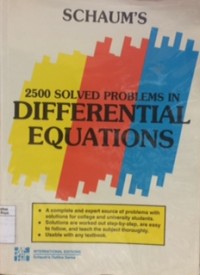 SCHAUM'S
2500 SOLVED PROBLEMS IN
DIFFERENTIAL
EQUATIONS
A complete and expert source of problems with
solutions for college and university students.
Solutions are worked out step-by-step, are easy
to follow, and teach the subject thoroughly.
Usable with any textbook.
INTERNATIONAL EDITION